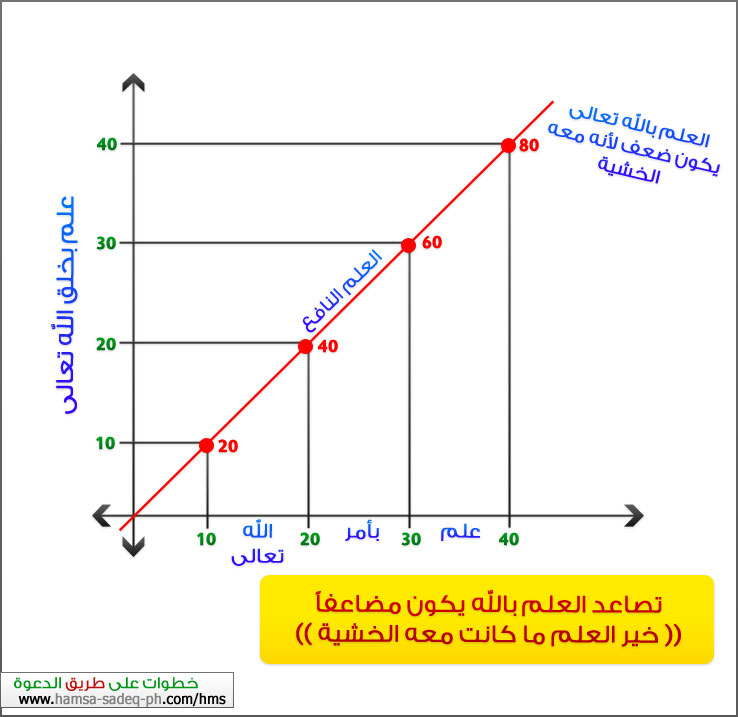 العلم بالله تعالى
يكون ضعف لأنه معه
الخشية
40
80
30
60
علم بخلق الله تعالى
العلم النافع
20
40
10
20
10
20
30
40
علم بأمر الله
تعالى
تصاعد العلم بالله يكون مضاعفاً
(( خير العلم ما كانت معه الخشية ))
خطوات على طريق الدعوة
www.hamsa-sadeq-ph.com/hms